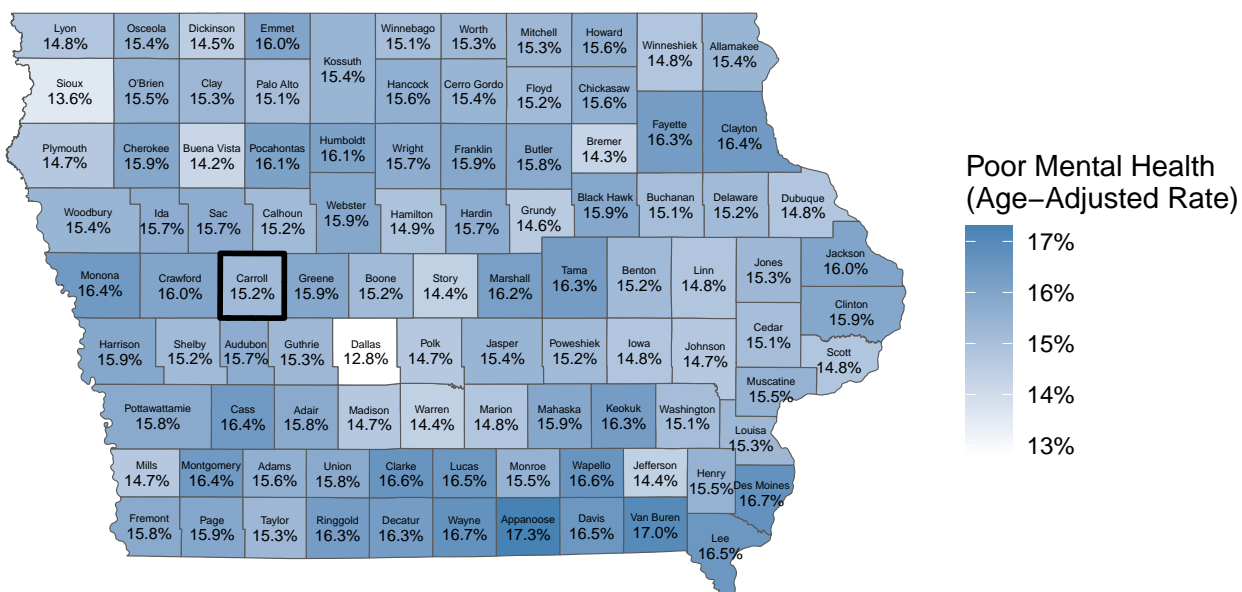 Lyon
14.8%
Osceola
15.4%
Dickinson
14.5%
Emmet
16.0%
Kossuth
15.4%
Winnebago
15.1%
Worth
15.3%
Mitchell
15.3%
Howard
15.6%
Winneshiek
14.8%
Allamakee
15.4%
Sioux
13.6%
O'Brien
15.5%
Clay
15.3%
Palo Alto
15.1%
Hancock
15.6%
Cerro Gordo
15.4%
Floyd
15.2%
Chickasaw
15.6%
Fayette
16.3%
Clayton
16.4%
Plymouth
14.7%
Cherokee
15.9%
Buena Vista
14.2%
Pocahontas
16.1%
Humboldt
16.1%
Wright
15.7%
Franklin
15.9%
Butler
15.8%
Bremer
14.3%
Woodbury
15.4%
Ida
15.7%
Sac
15.7%
Calhoun
15.2%
Webster
15.9%
Hamilton
14.9%
Hardin
15.7%
Grundy
14.6%
Black Hawk
15.9%
Buchanan
15.1%
Delaware
15.2%
Dubuque
14.8%
Monona
16.4%
Crawford
16.0%
Carroll
15.2%
Greene
15.9%
Boone
15.2%
Story
14.4%
Marshall
16.2%
Tama
16.3%
Benton
15.2%
Linn
14.8%
Jones
15.3%
Jackson
16.0%
Clinton
15.9%
Harrison
15.9%
Shelby
15.2%
Audubon
15.7%
Guthrie
15.3%
Dallas
12.8%
Polk
14.7%
Jasper
15.4%
Poweshiek
15.2%
Iowa
14.8%
Johnson
14.7%
Cedar
15.1%
Scott
14.8%
Muscatine
15.5%
Pottawattamie
15.8%
Cass
16.4%
Adair
15.8%
Madison
14.7%
Warren
14.4%
Marion
14.8%
Mahaska
15.9%
Keokuk
16.3%
Washington
15.1%
Louisa
15.3%
Mills
14.7%
Montgomery
16.4%
Adams
15.6%
Union
15.8%
Clarke
16.6%
Lucas
16.5%
Monroe
15.5%
Wapello
16.6%
Jefferson
14.4%
Henry
15.5%
Des Moines
16.7%
Fremont
15.8%
Page
15.9%
Taylor
15.3%
Ringgold
16.3%
Decatur
16.3%
Wayne
16.7%
Appanoose
17.3%
Davis
16.5%
Van Buren
17.0%
Lee
16.5%
Poor Mental Health
(Age−Adjusted Rate)
17%
16%
15%
14%
13%